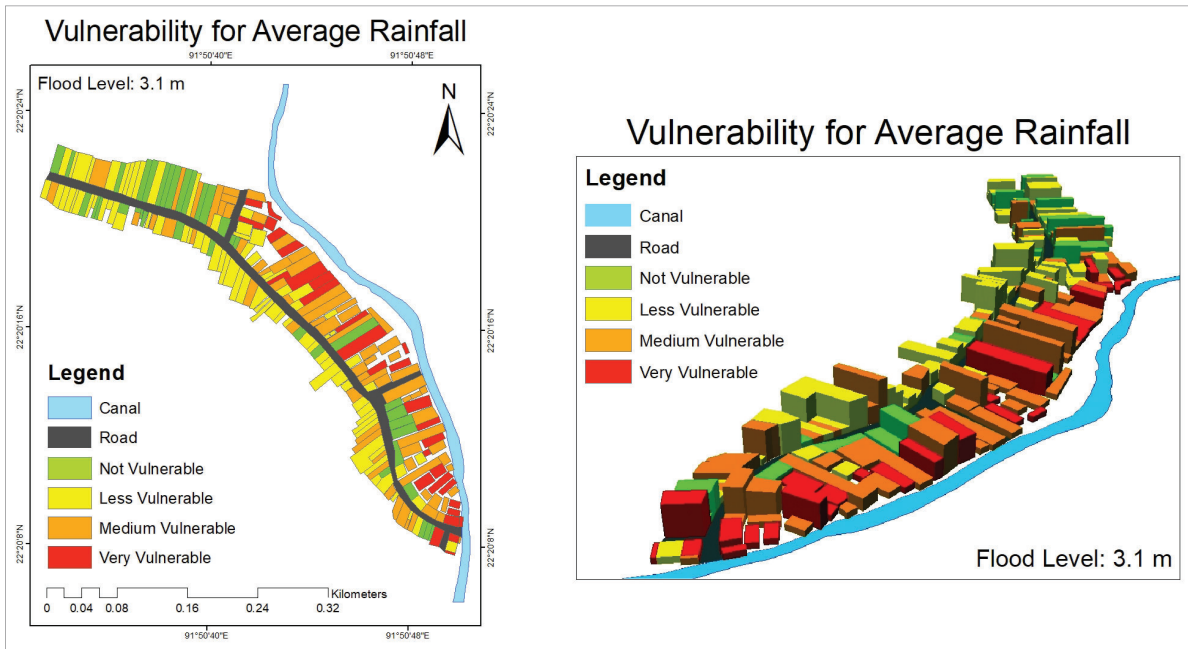 Vulnerability for Average Rainfall
91°50'40"E
91°50'48"E
Flood Level: 3.1 m
N
22°20'24"N
22°20'24"N
22°20'16"N
22°20'16"N
22°20'8"N
22°20'8"N
Legend
Canal
Road
Not Vulnerable
Less Vulnerable
Medium Vulnerable
Very Vulnerable
Kilometers
0 0.04 0.08 0.16 0.24 0.32
91°50'40"E
91°50'48"E
Vulnerability for Average Rainfall
Legend
Canal
Road
Not Vulnerable
Less Vulnerable
Medium Vulnerable
Very Vulnerable
Flood Level: 3.1 m